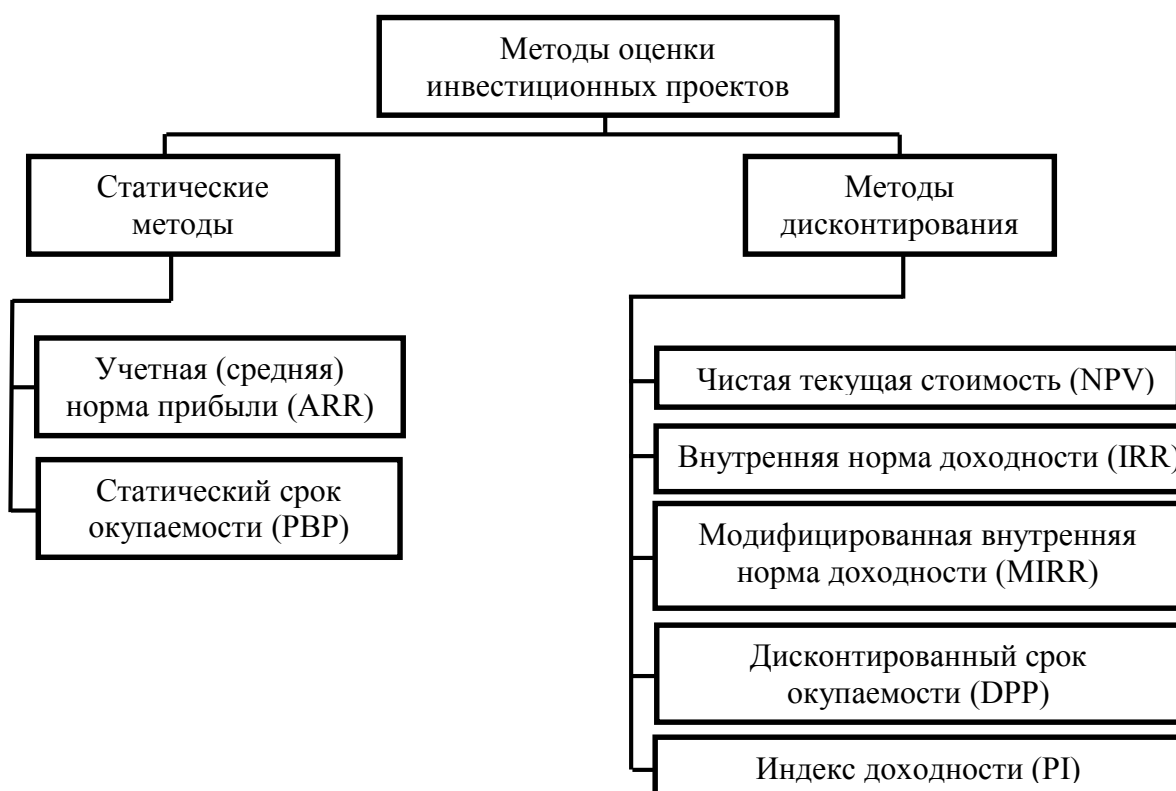 Методы оценки
инвестиционных проектов
Статические
методы
Методы
дисконтирования
Учетная (средняя)
норма прибыли (ARR)
Статический срок
окупаемости (PBP)
Чистая текущая стоимость (NPV)
Внутренняя норма доходности (IRR)
Модифицированная внутренняя
норма доходности (MIRR)
Дисконтированный срок
окупаемости (DPP)
Индекс доходности (PI)